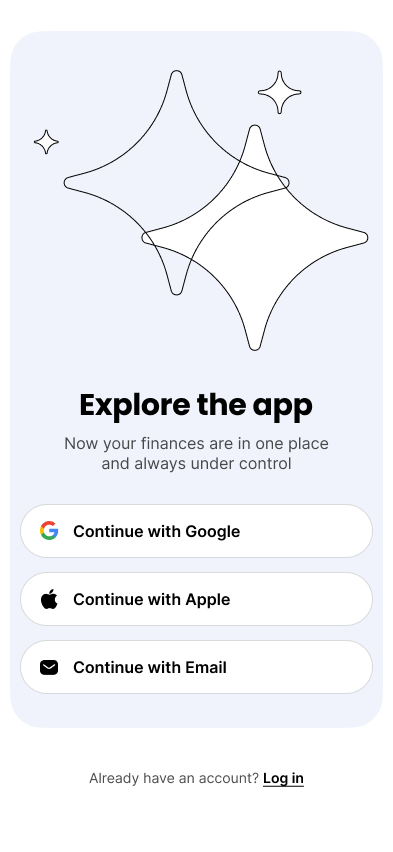 Explore the app
Now your finances are in one place
and always under control
Continue with Google
Continue with Apple
Continue with Email
Already have an account? Log in